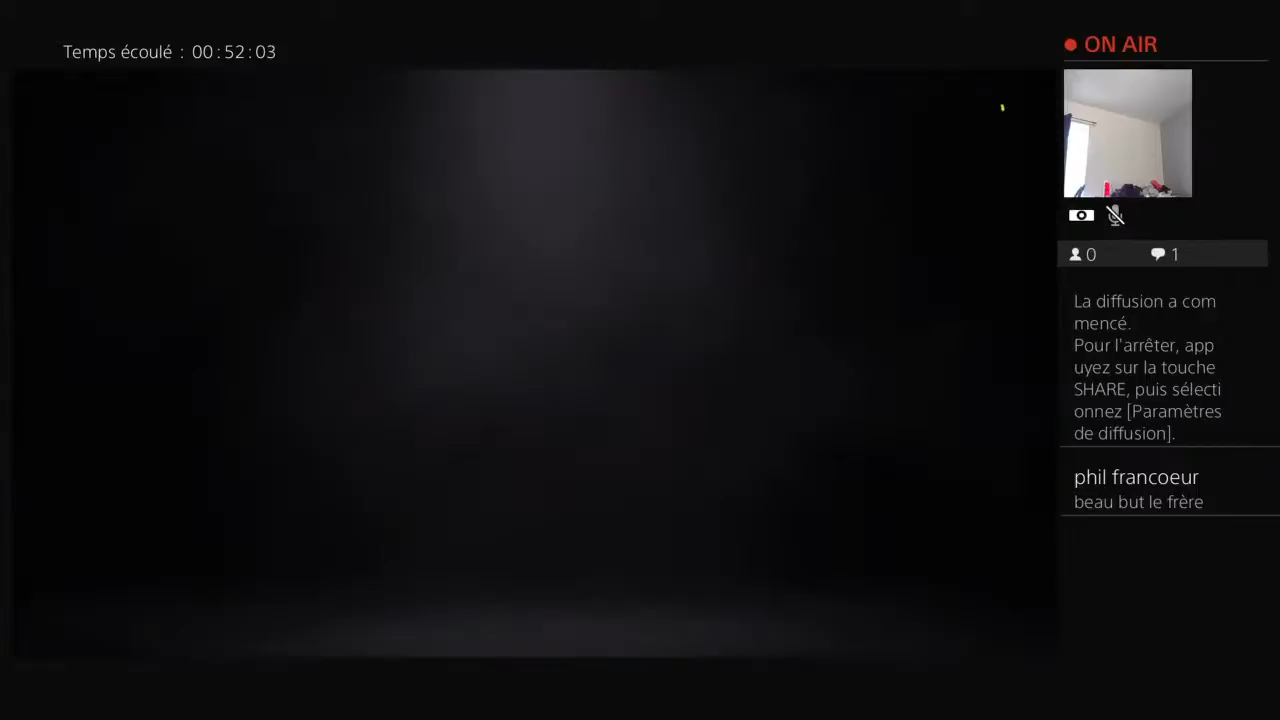 Temps écoulé : 00:52:03
ON AIR
0 1
La diffusion a com
mencé.
Pour l'arrêter, app
uyez sur la touche
SHARE, puis sélecti
onnez [Paramètres
de diffusion].
phil francoeur
beau but le frère